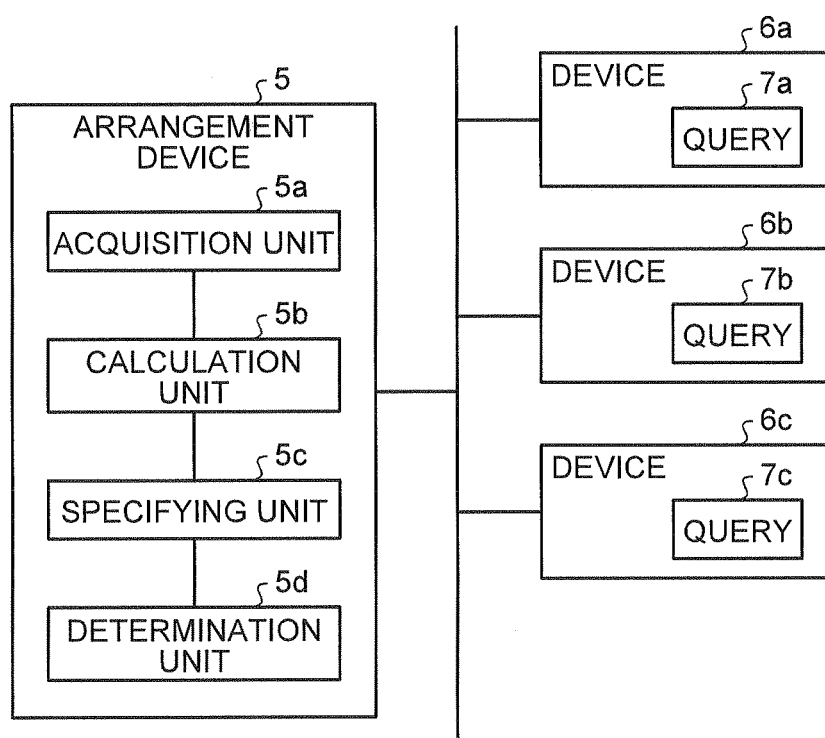 5
ARRANGEMENT
DEVICE
5a
ACQUISITION UNIT
5b
CALCULATION
UNIT
5c
SPECIFYING UNIT
5d
DETERMINATION
UNIT
6a
DEVICE
7a
QUERY
6b
DEVICE
7b
QUERY
6c
DEVICE
7c
QUERY